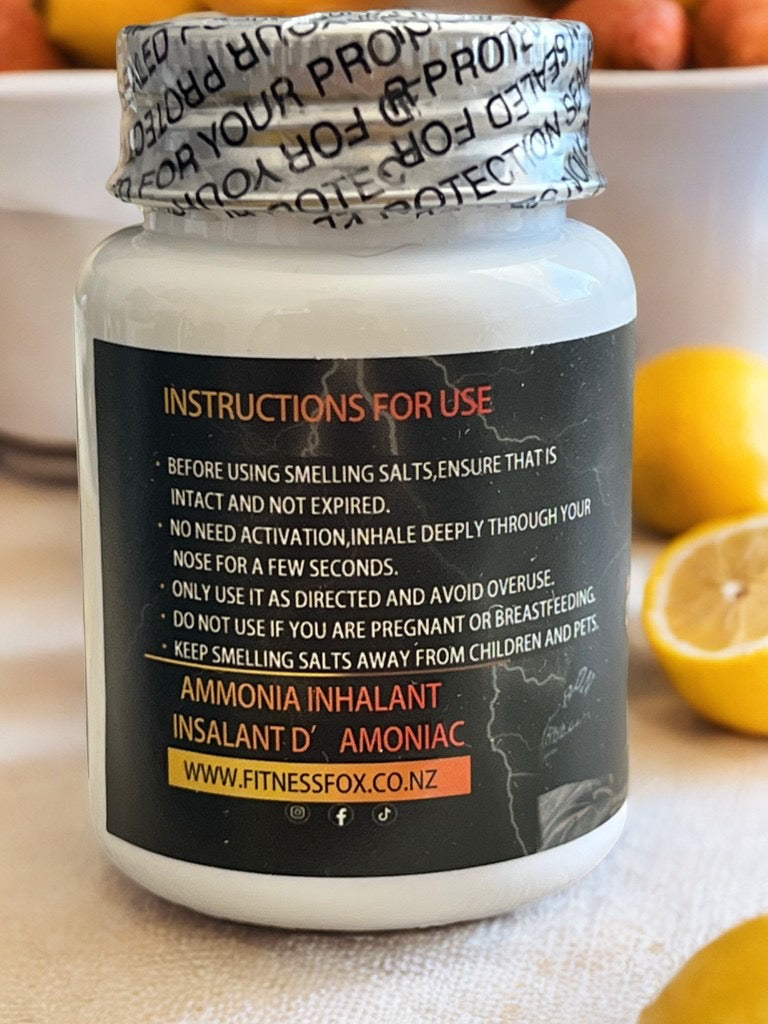 SEALED FOR YOUR PROTECTION
INSTRUCTIONS FOR USE
· BEFORE USING SMELLING SALTS,ENSURE THAT IS
INTACT AND NOT EXPIRED.
· NO NEED ACTIVATION,INHALE DEEPLY THROUGH YOUR
NOSE FOR A FEW SECONDS.
· ONLY USE IT AS DIRECTED AND AVOID OVERUSE.
· DO NOT USE IF YOU ARE PREGNANT OR BREASTFEEDING.
· KEEP SMELLING SALTS AWAY FROM CHILDREN AND PETS.
AMMONIA INHALANT
INSALANT D’ AMONIAC
WWW.FITNESSFOX.CO.NZ